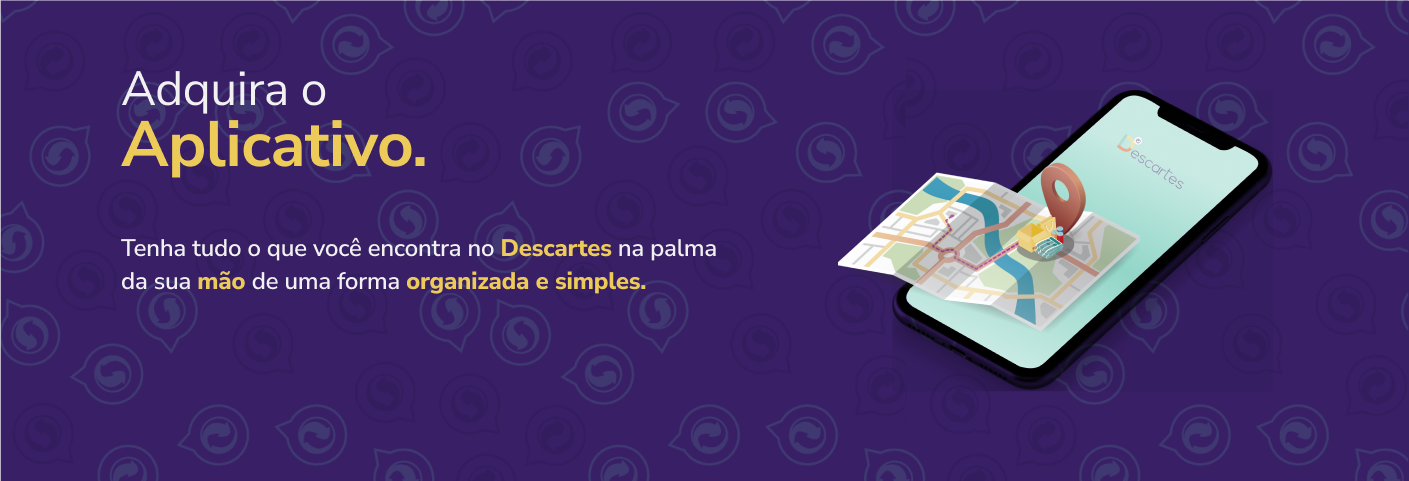 Adquira o
Aplicativo.
Tenha tudo o que você encontra no Descartes na palma
da sua mão de uma forma organizada e simples.
Descartes